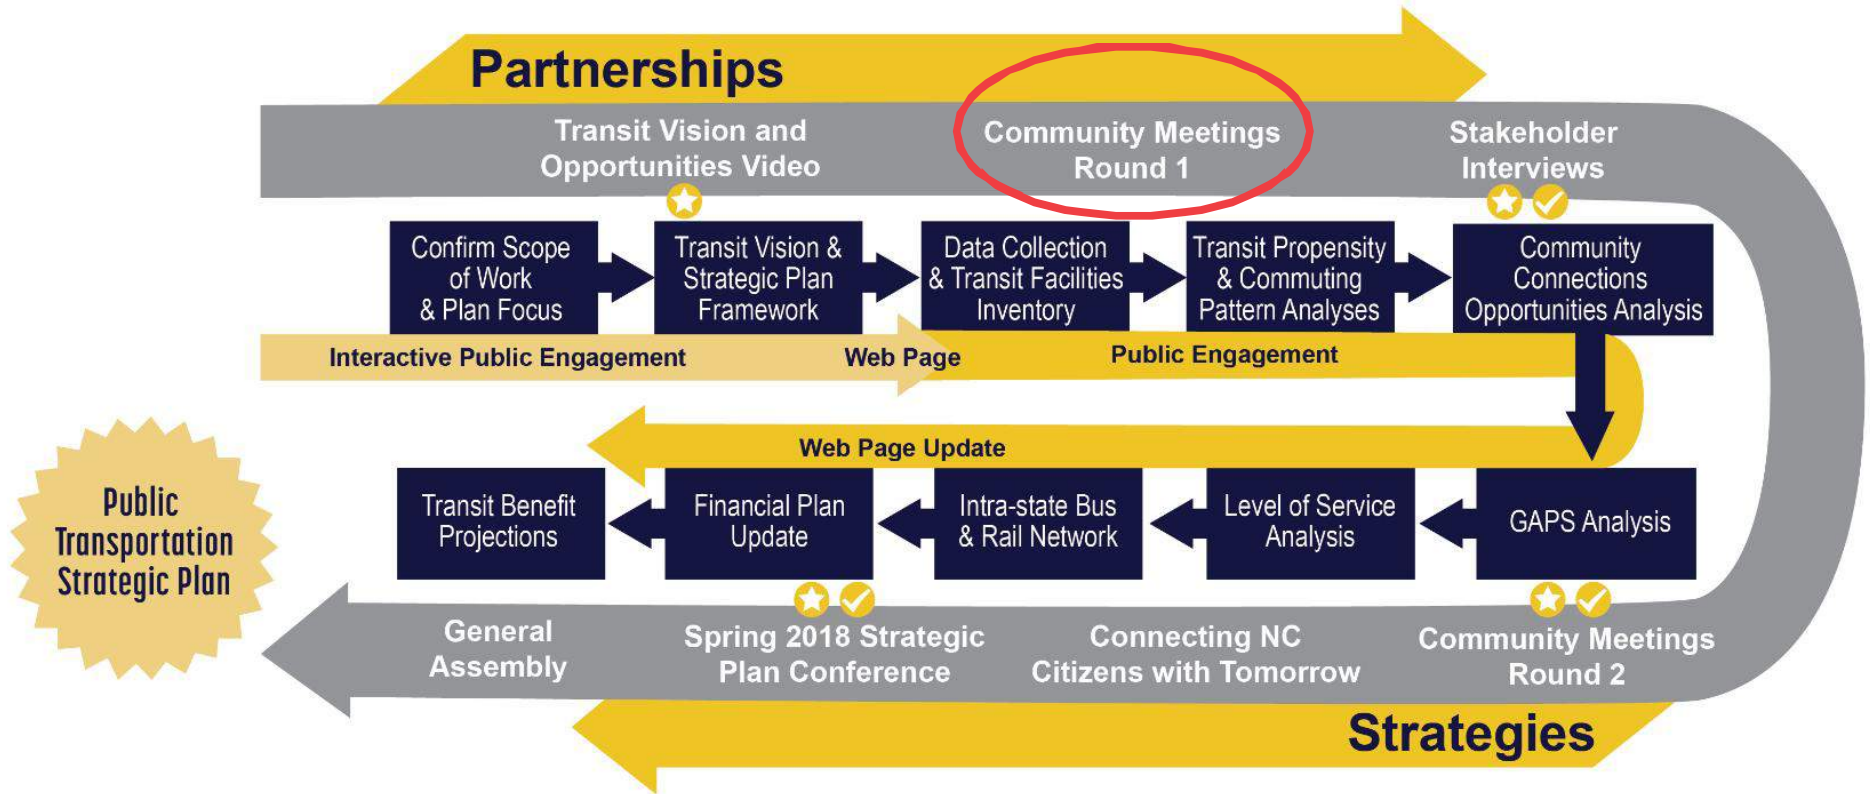 Partnerships
Transit Vision and
Opportunities Video
Community Meetings
Round 1
Stakeholder
Interviews
Confirm Scope
of Work
& Plan Focus
Transit Vision &
Strategic Plan
Framework
Data Collection
& Transit Facilities
Inventory
Transit Propensity
& Commuting
Pattern Analyses
Community
Connections
Opportunities Analysis
Interactive Public Engagement
Web Page
Public Engagement
Web Page Update
Public
Transportation
Strategic Plan
Transit Benefit
Projections
Financial Plan
Update
Intra-state Bus
& Rail Network
Level of Service
Analysis
GAPS Analysis
General
Assembly
Spring 2018 Strategic
Plan Conference
Connecting NC
Citizens with Tomorrow
Community Meetings
Round 2
Strategies